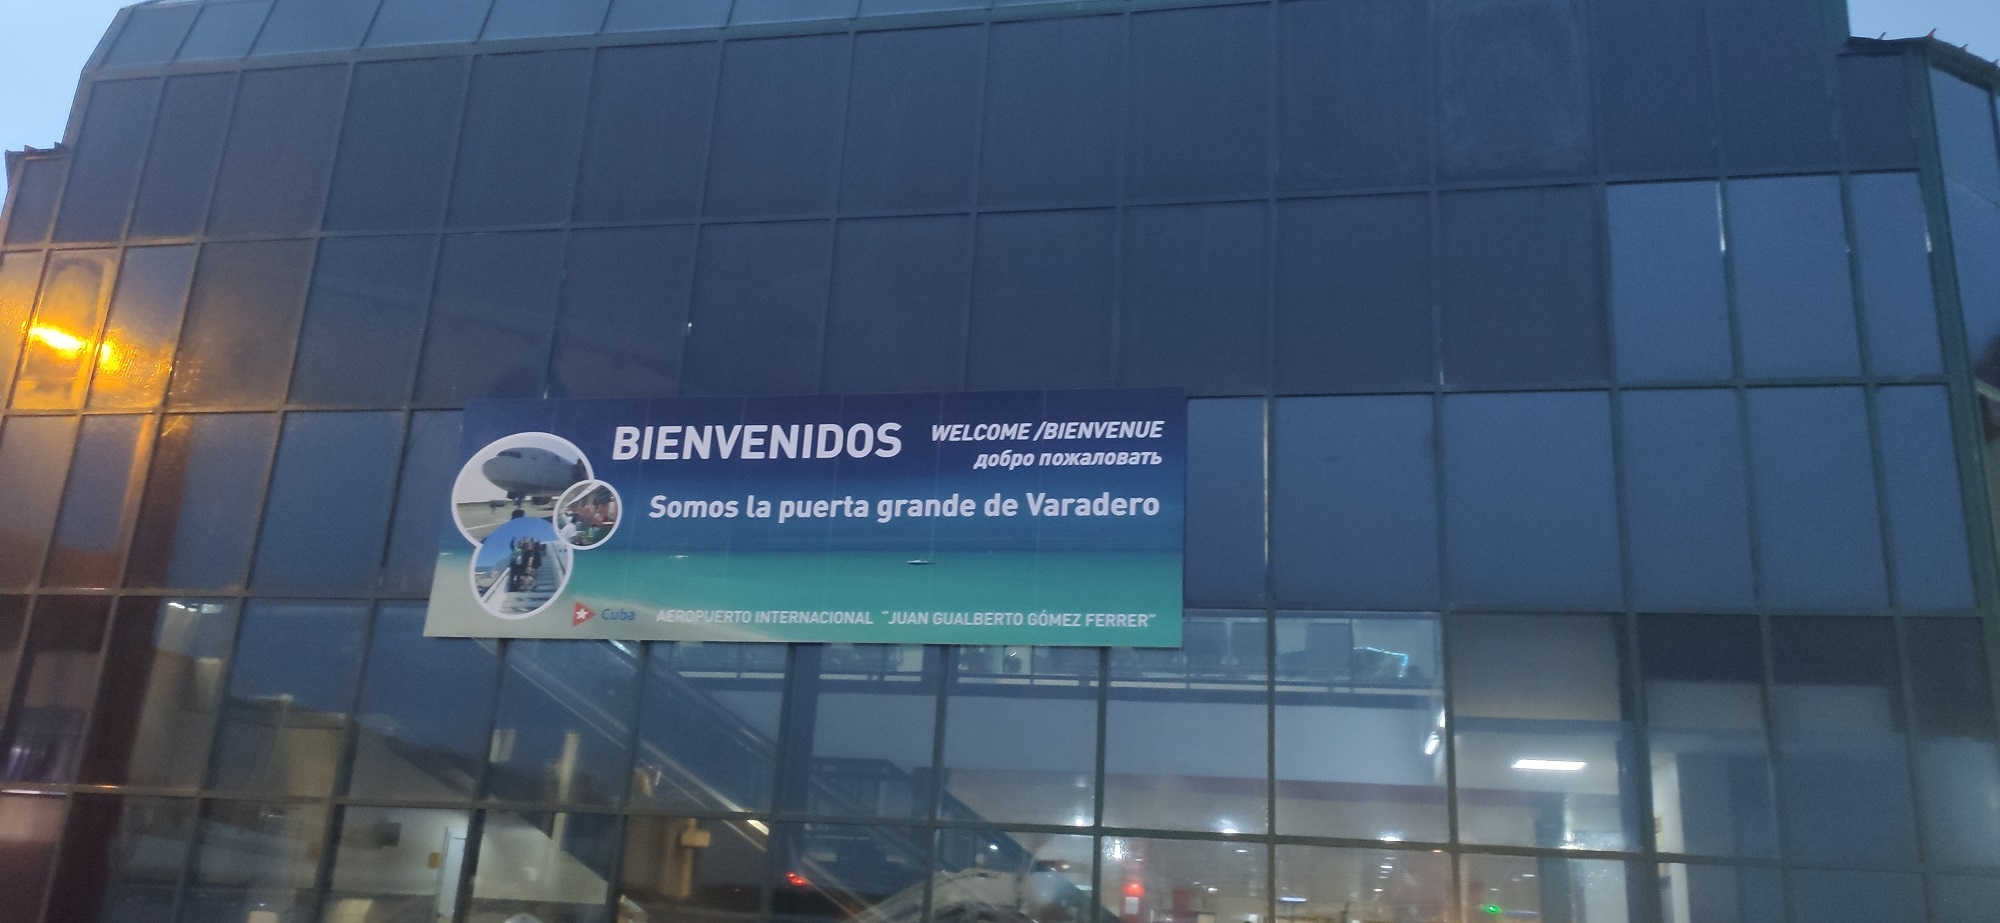 BIENVENIDOS
WELCOME /BIENVENUE
добро пожаловать
Somos la puerta grande de Varadero
Cuba
AEROPUERTO INTERNACIONAL "JUAN GUALBERTO GÓMEZ FERRER"